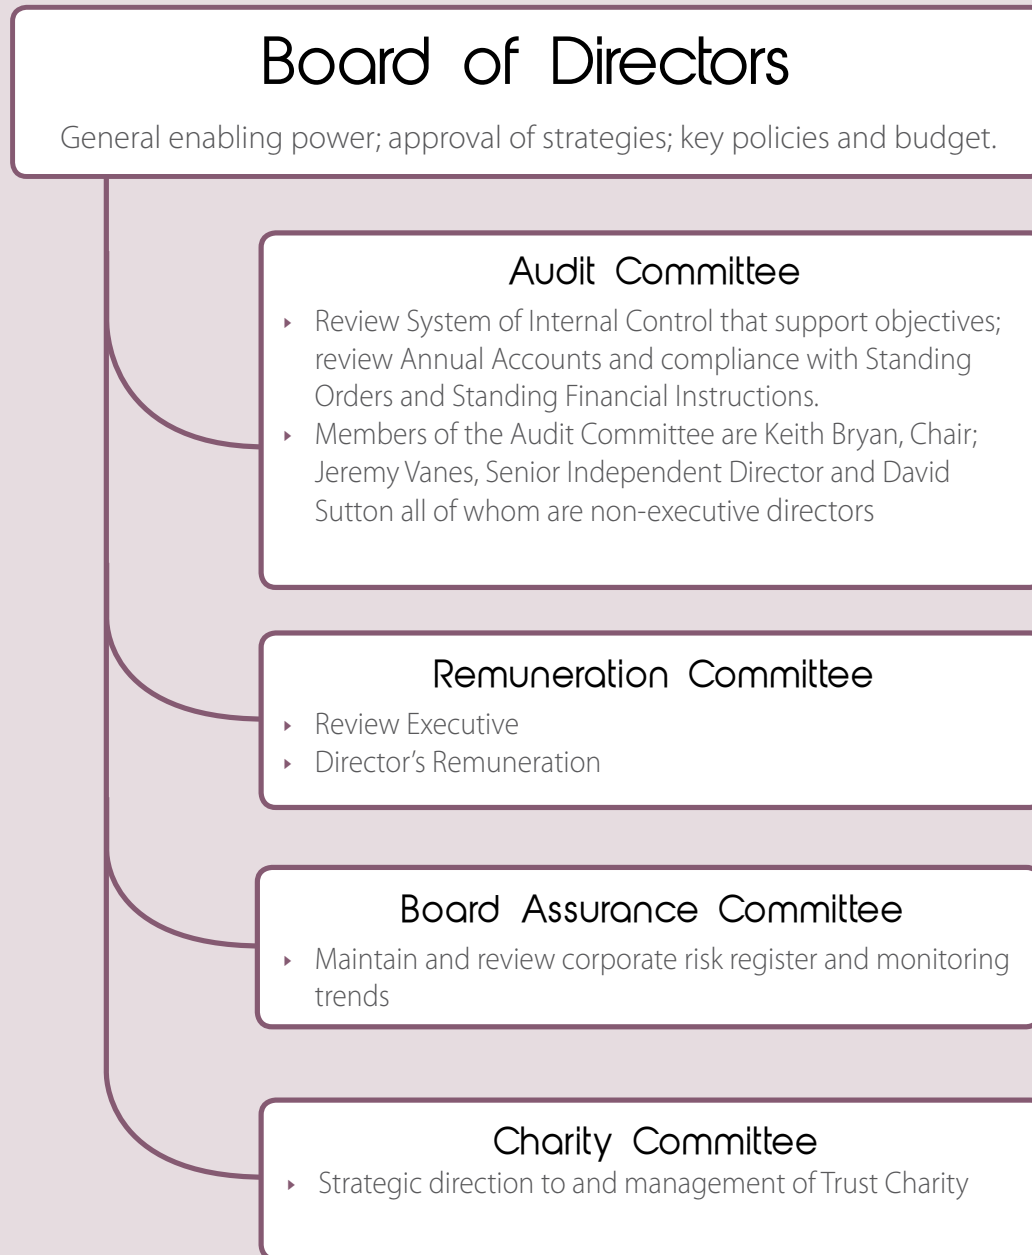 Board of Directors
General enabling power; approval of strategies; key policies and budget.
Audit Committee
‣ Review System of Internal Control that support objectives;
review Annual Accounts and compliance with Standing
Orders and Standing Financial Instructions.
‣ Members of the Audit Committee are Keith Bryan, Chair;
Jeremy Vanes, Senior Independent Director and David
Sutton all of whom are non-executive directors
Remuneration Committee
‣ Review Executive
‣ Director’s Remuneration
Board Assurance Committee
‣ Maintain and review corporate risk register and monitoring
trends
Charity Committee
‣ Strategic direction to and management of Trust Charity